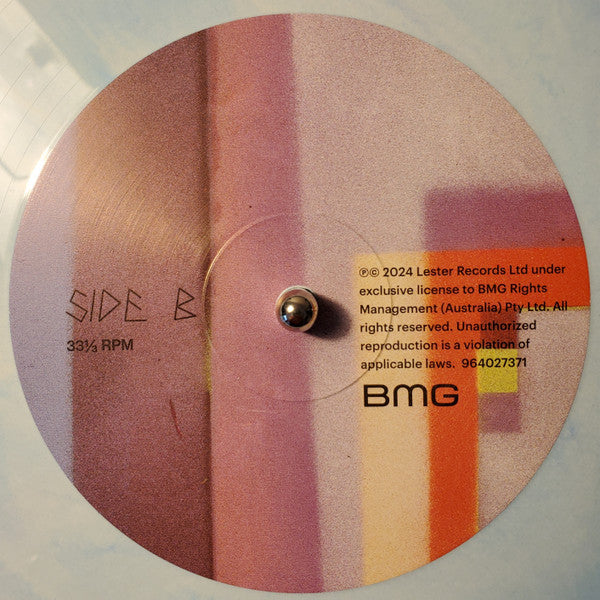 SIDE B
33⅓ RPM
℗© 2024 Lester Records Ltd under
exclusive license to BMG Rights
Management (Australia) Pty Ltd. All
rights reserved. Unauthorized
reproduction is a violation of
applicable laws. 964027371
BMG